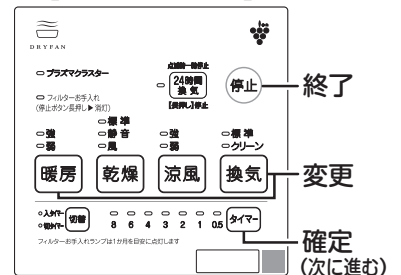 DRYFAN
プラズマクラスター
フィルターお手入れ
(停止ボタン長押し▶消灯)
点滅時一時停止
24時間
換気
【長押し】停止
停止
終了
標準
強
静音
強
標準
弱
風
弱
クリーン
暖房
乾燥
涼風
換気
変更
入タイマー
切タイマー
切替
8 6 4 3 2 1 0.5
タイマー
フィルターお手入れランプは1か月を目安に点灯します
確定
(次に進む)